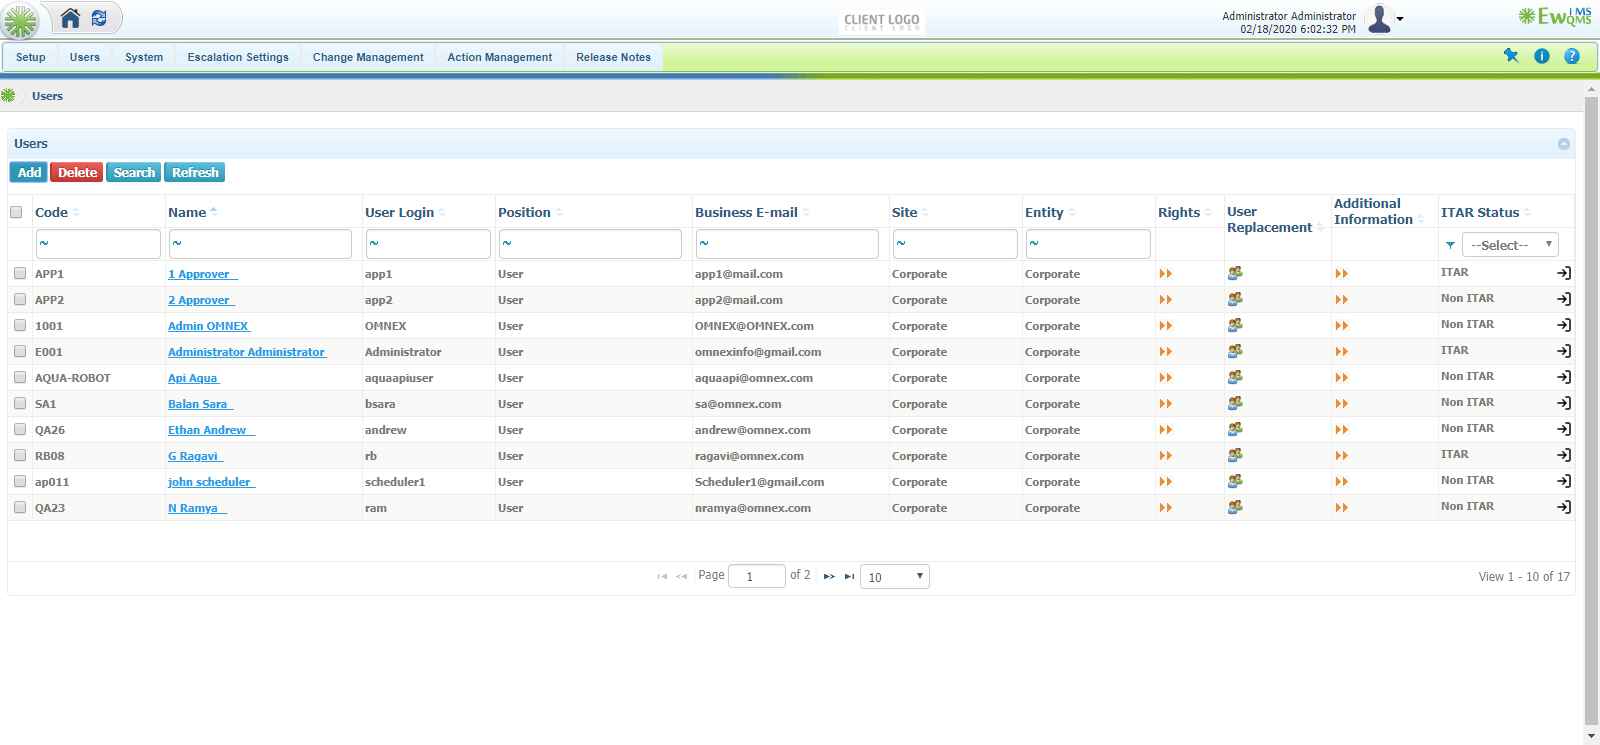 CLIENT LOGO
CLIENT LOGO
Administrator Administrator
02/18/2020 6:02:32 PM
EwIMS
QMS
Setup Users System Escalation Settings Change Management Action Management Release Notes
Users
Users
Add Delete Search Refresh
Code Name User Login Position Business E-mail Site Entity Rights User Replacement Additional Information ITAR Status
~ ~ ~ ~ ~ ~ ~ --Select--
APP1 1 Approver app1 User app1@mail.com Corporate Corporate ITAR
APP2 2 Approver app2 User app2@mail.com Corporate Corporate Non ITAR
1001 Admin OMNEX OMNEX User OMNEX@OMNEX.com Corporate Corporate Non ITAR
E001 Administrator Administrator Administrator User omnexinfo@gmail.com Corporate Corporate ITAR
AQUA-ROBOT Api Aqua aquaapiuser User aquaapi@omnex.com Corporate Corporate Non ITAR
SA1 Balan Sara bsara User sa@omnex.com Corporate Corporate Non ITAR
QA26 Ethan Andrew andrew User andrew@omnex.com Corporate Corporate Non ITAR
RB08 G Ragavi rb User ragavi@omnex.com Corporate Corporate ITAR
ap011 john scheduler scheduler1 User Scheduler1@gmail.com Corporate Corporate Non ITAR
QA23 N Ramya ram User nramya@omnex.com Corporate Corporate Non ITAR
Page 1 of 2 10 View 1 - 10 of 17